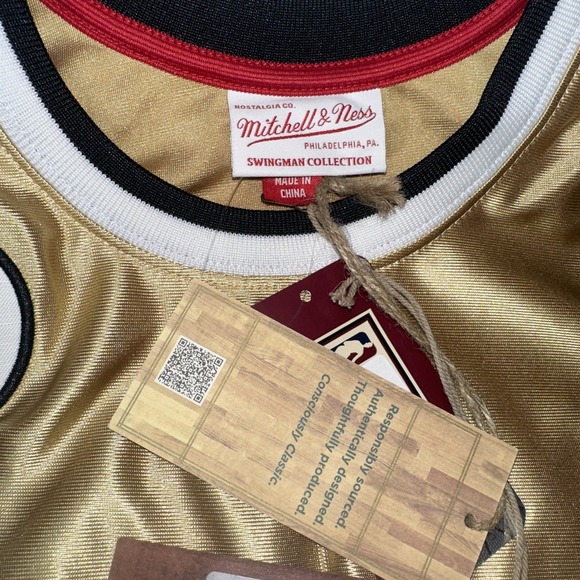 NOSTALGIA CO.
Mitchell & Ness
PHILADELPHIA, PA.
SWINGMAN COLLECTION
MADE IN
CHINA
Responsibly sourced.
Authentically designed.
Thoughtfully produced.
Consciously Classic.